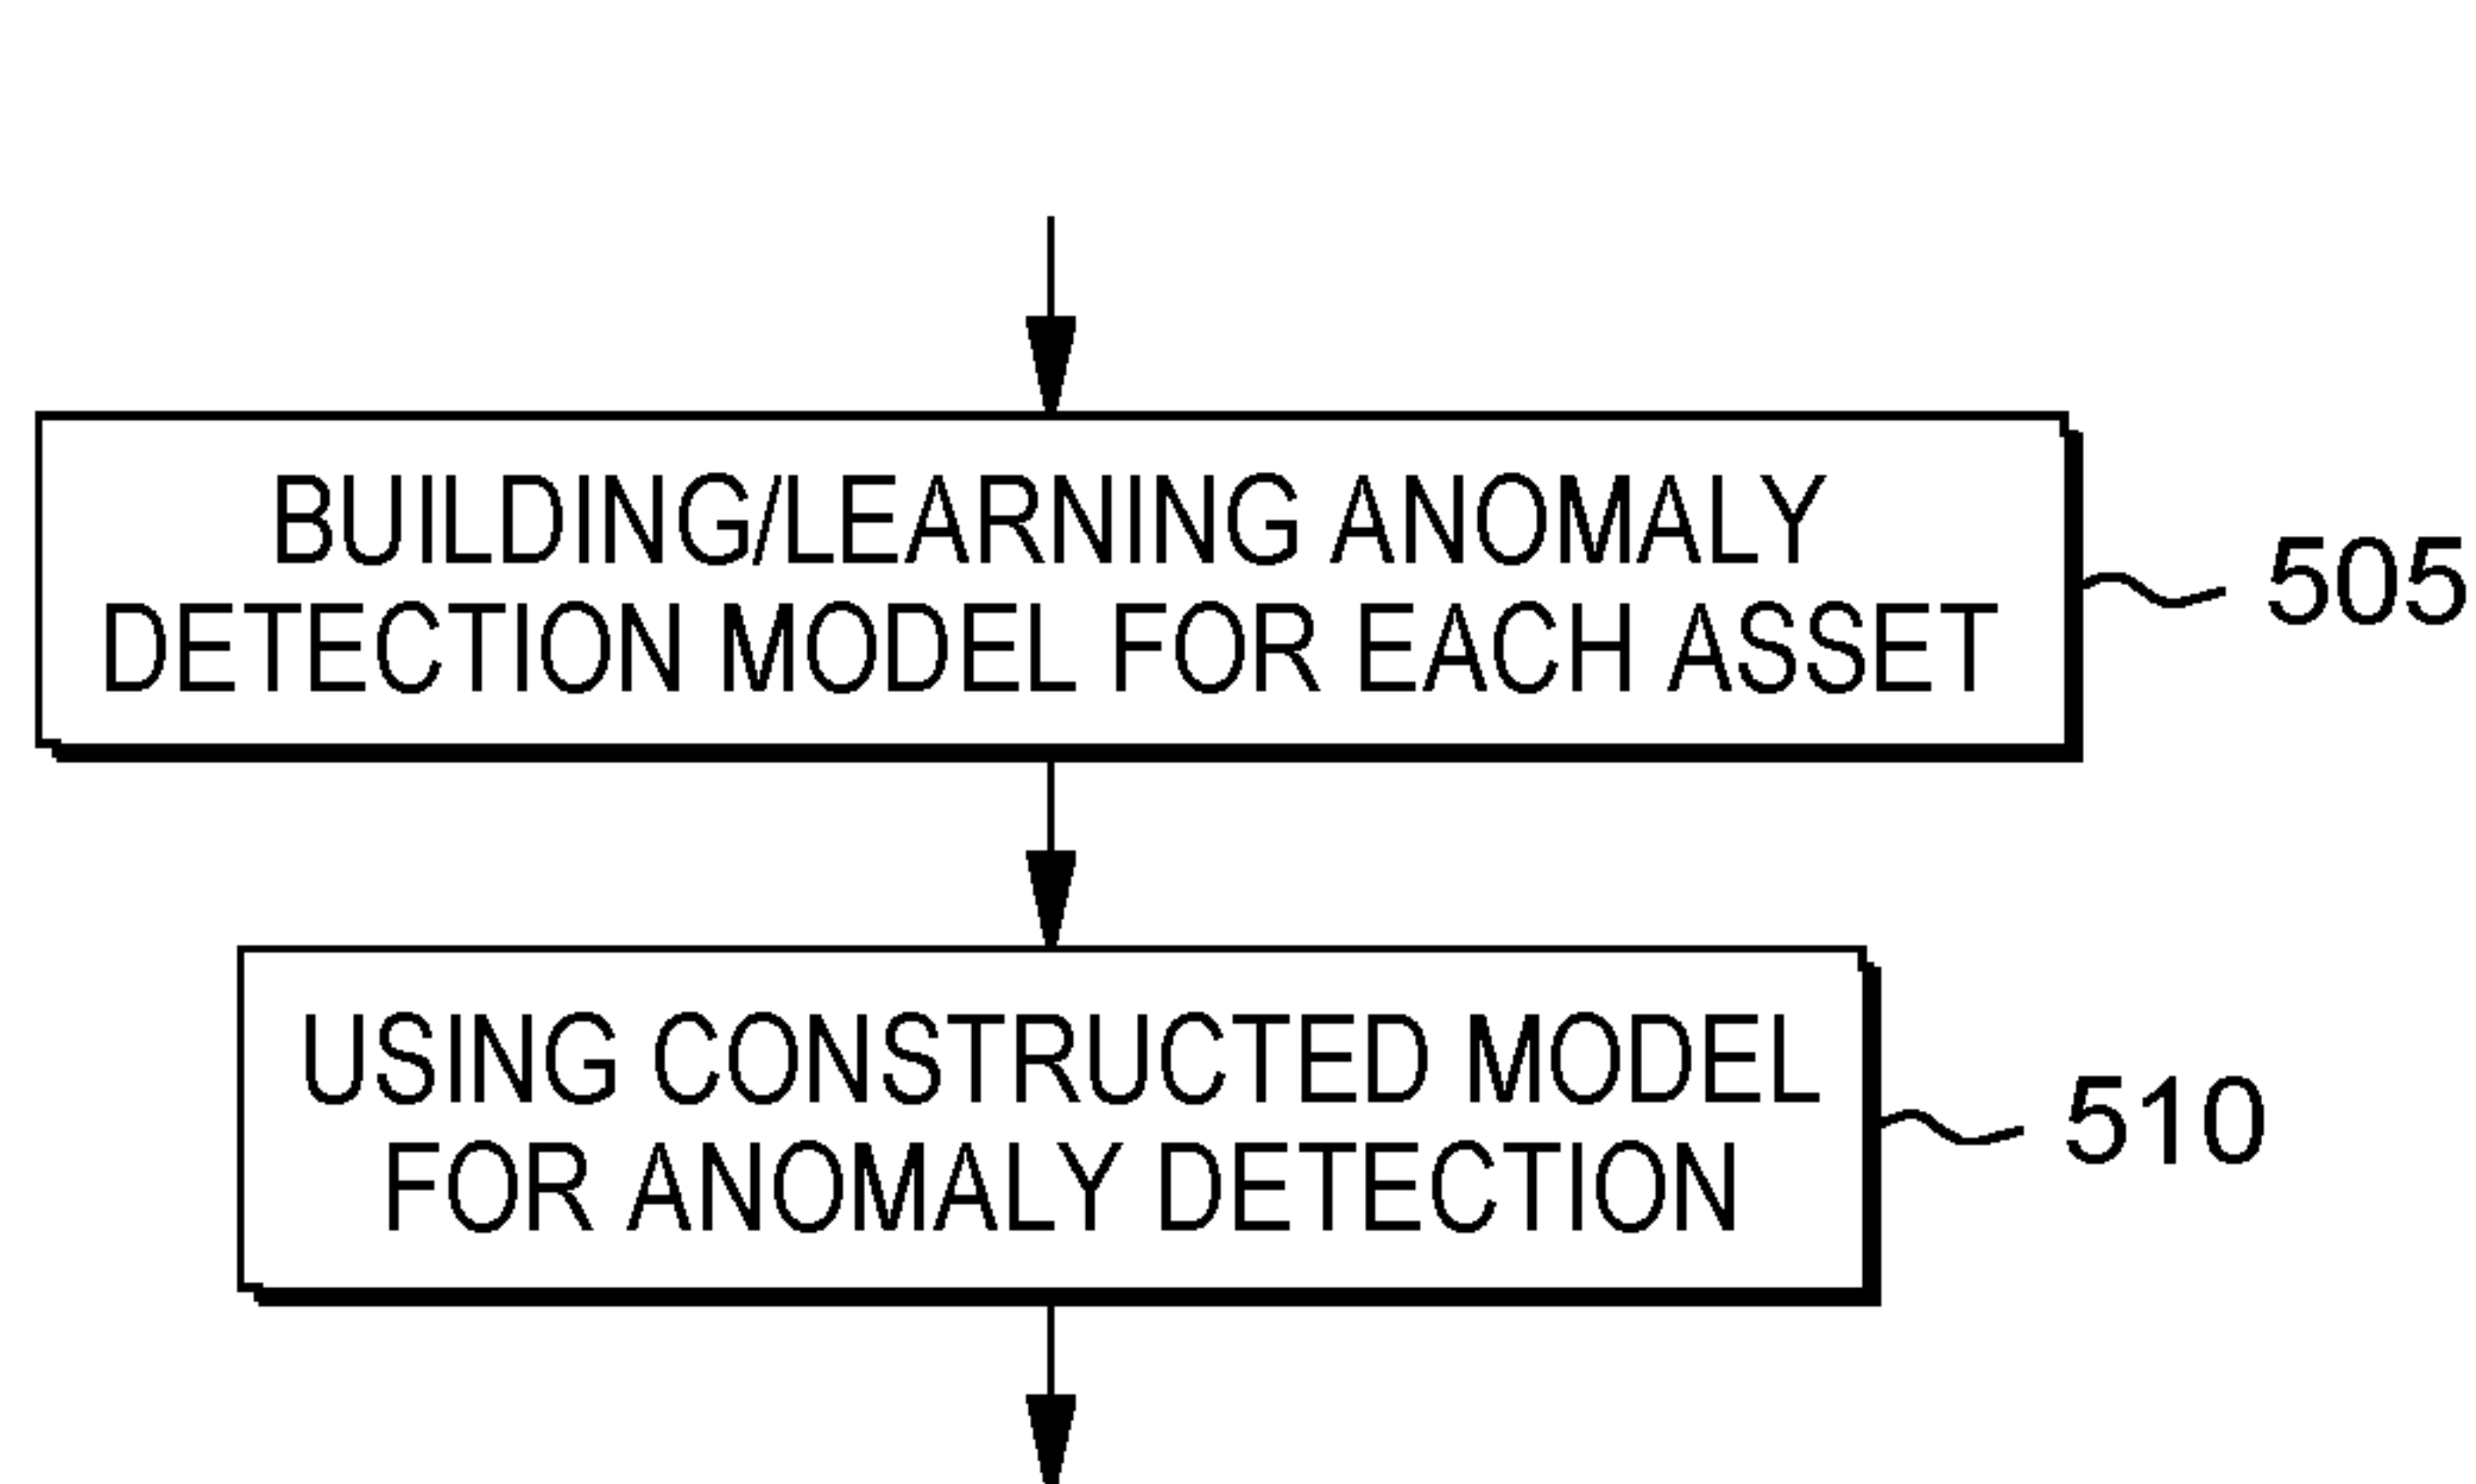 BUILDING/LEARNING ANOMALY
DETECTION MODEL FOR EACH ASSET
505
USING CONSTRUCTED MODEL
FOR ANOMALY DETECTION
510